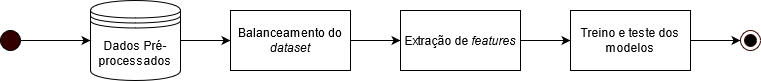 Dados Pré-
processados
Balanceamento do
dataset
Extração de features
Treino e teste dos
modelos